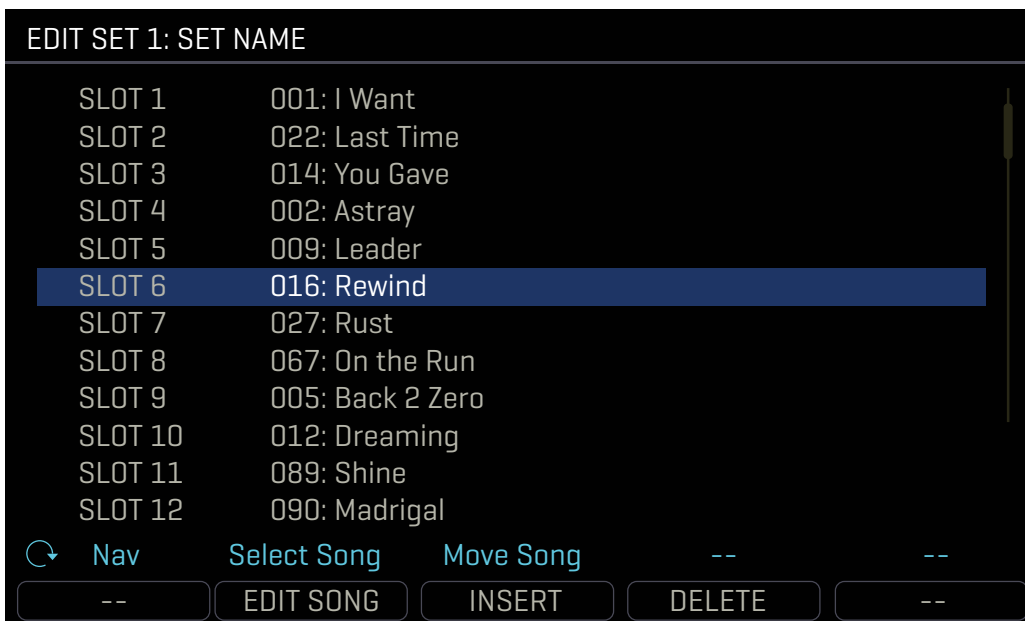 EDIT SET 1: SET NAME
SLOT 1 001: I Want
SLOT 2 022: Last Time
SLOT 3 014: You Gave
SLOT 4 002: Astray
SLOT 5 009: Leader
SLOT 6 016: Rewind
SLOT 7 027: Rust
SLOT 8 067: On the Run
SLOT 9 005: Back 2 Zero
SLOT 10 012: Dreaming
SLOT 11 089: Shine
SLOT 12 090: Madrigal
Nav Select Song Move Song -- --
-- EDIT SONG INSERT DELETE --